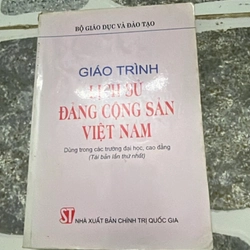 BỘ GIÁO DỤC VÀ ĐÀO TẠO
GIÁO TRÌNH
LỊCH SỬ
ĐẢNG CỘNG SẢN
VIỆT NAM
Dùng trong các trường đại học, cao đẳng
(Tái bản lần thứ nhất)
ST NHÀ XUẤT BẢN CHÍNH TRỊ QUỐC GIA